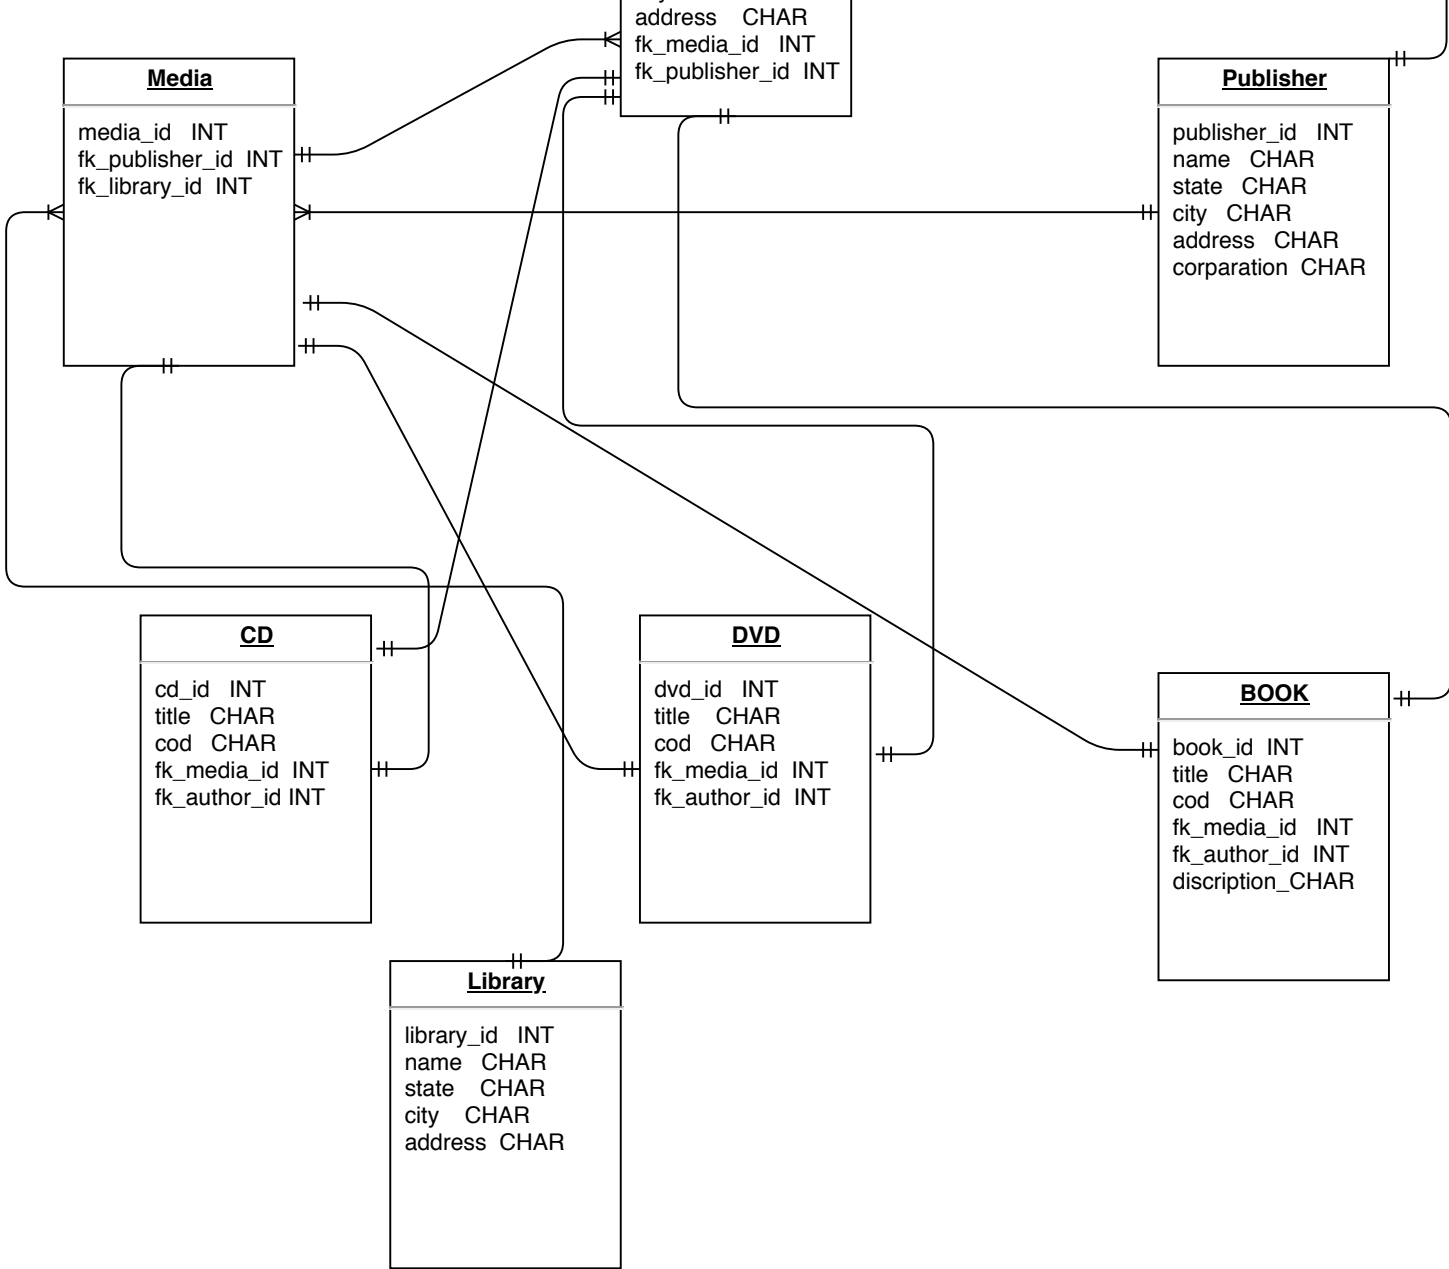 address CHAR
fk_media_id INT
fk_publisher_id INT
Media
media_id INT
fk_publisher_id INT
fk_library_id INT
Publisher
publisher_id INT
name CHAR
state CHAR
city CHAR
address CHAR
corparation CHAR
CD
cd_id INT
title CHAR
cod CHAR
fk_media_id INT
fk_author_id INT
DVD
dvd_id INT
title CHAR
cod CHAR
fk_media_id INT
fk_author_id INT
BOOK
book_id INT
title CHAR
cod CHAR
fk_media_id INT
fk_author_id INT
discription_CHAR
Library
library_id INT
name CHAR
state CHAR
city CHAR
address CHAR